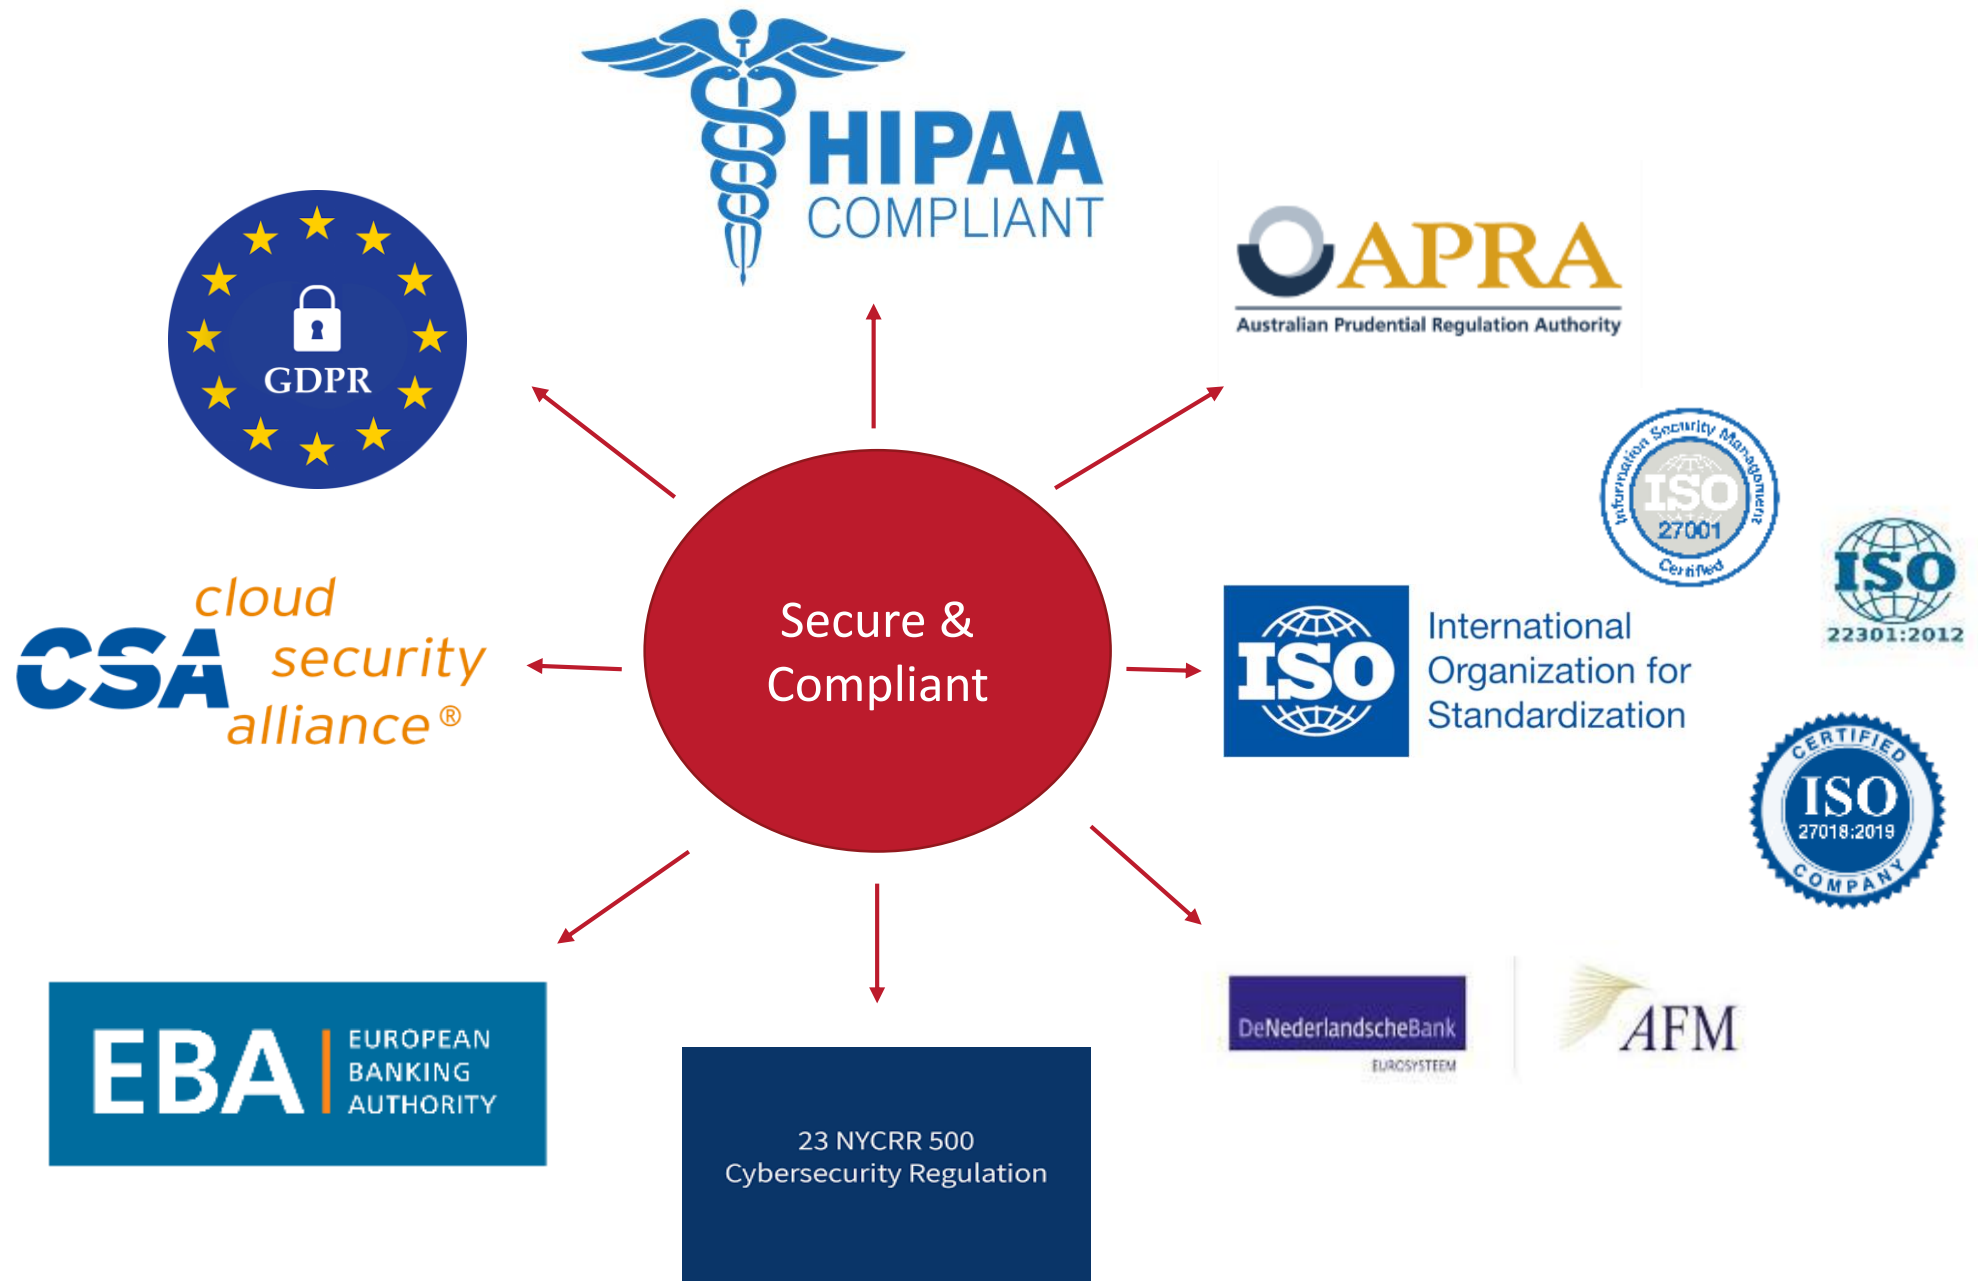 HIPAA
COMPLIANT
GDPR
APRA
Australian Prudential Regulation Authority
Information Security Management
ISO
27001
Certified
ISO
22301:2012
cloud
CSA security
alliance®
Secure &
Compliant
ISO
International
Organization for
Standardization
CERTIFIED
ISO
27018:2019
COMPANY
EBA
EUROPEAN
BANKING
AUTHORITY
23 NYCRR 500
Cybersecurity Regulation
DeNederlandscheBank
EUROSYSTEEM
AFM